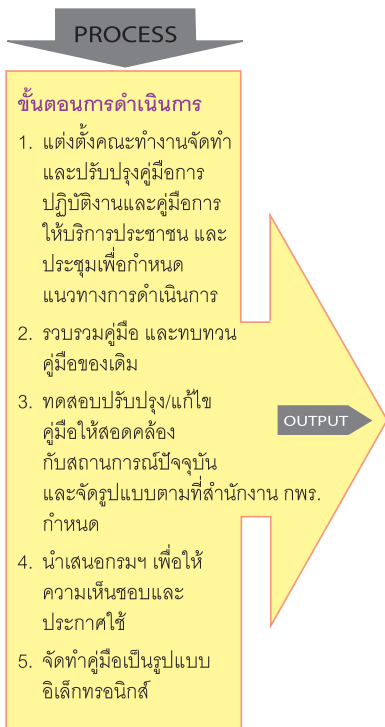 PROCESS
ขั้นตอนการดำเนินการ
1. แต่งตั้งคณะทำงานจัดทำ
และปรับปรุงคู่มือการ
ปฏิบัติงานและคู่มือการ
ให้บริการประชาชน และ
ประชุมเพื่อกำหนด
แนวทางการดำเนินการ
2. รวบรวมคู่มือ และทบทวน
คู่มือของเดิม
3. ทดสอบปรับปรุง/แก้ไข
คู่มือให้สอดคล้อง
กับสถานการณ์ปัจจุบัน
และจัดรูปแบบตามที่สำนักงาน กพร.
กำหนด
4. นำเสนอกรมฯ เพื่อให้
ความเห็นชอบและ
ประกาศใช้
5. จัดทำคู่มือเป็นรูปแบบ
อิเล็กทรอนิกส์
OUTPUT